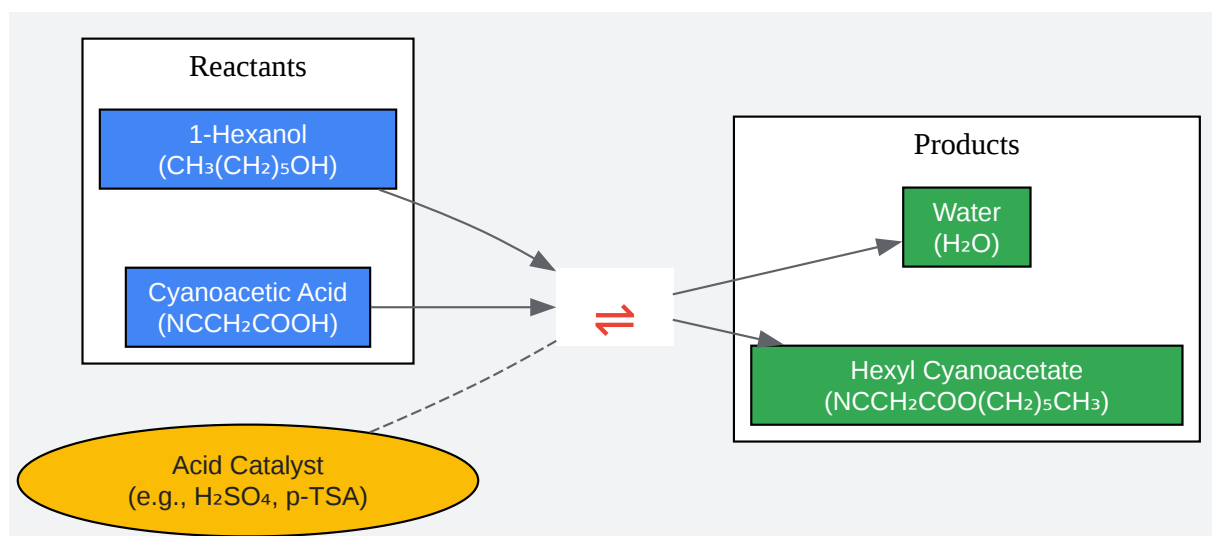 Reactants
1-Hexanol
(CH₃(CH₂)₅OH)
Cyanoacetic Acid
(NCCH₂COOH)
Acid Catalyst
(e.g., H₂SO₄, p-TSA)
⇌
Products
Water
(H₂O)
Hexyl Cyanoacetate
(NCCH₂COO(CH₂)₅CH₃)